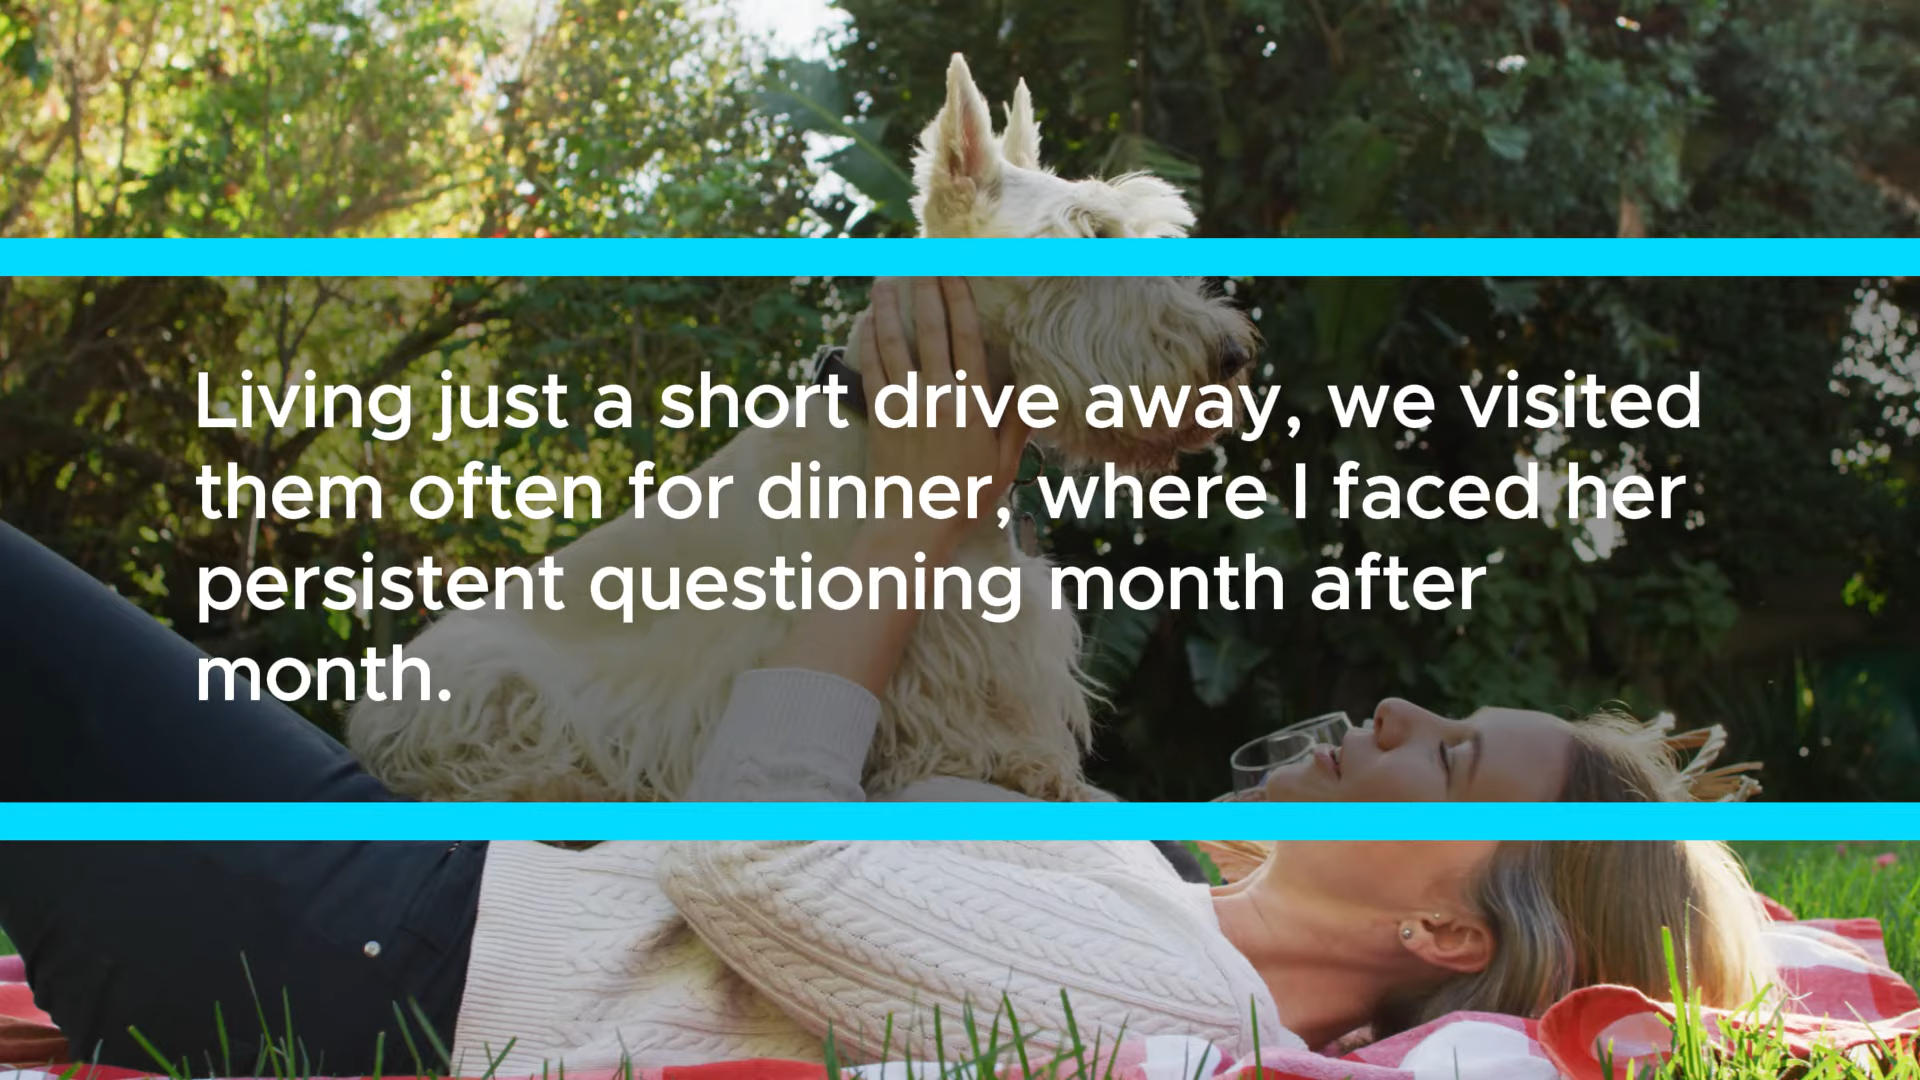 Living just a short drive away, we visited
them often for dinner, where I faced her
persistent questioning month after
month.